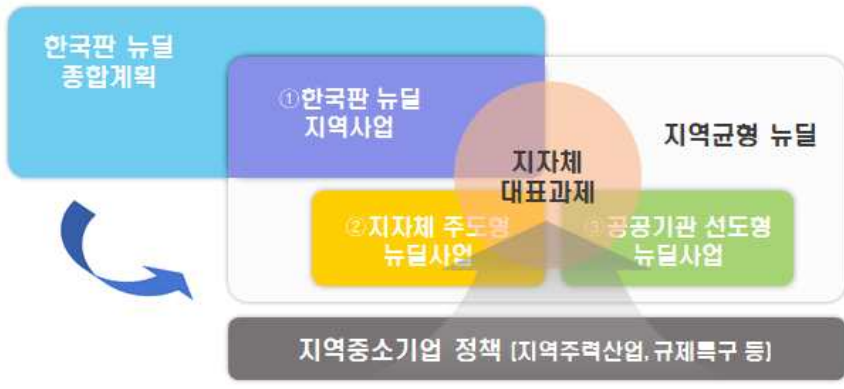 한국판 뉴딜
종합계획
①한국판 뉴딜
지역사업
지역균형 뉴딜
지자체
대표과제
②지자체 주도형
뉴딜사업
③공공기관 선도형
뉴딜사업
지역중소기업 정책 (지역주력산업, 규제특구 등)